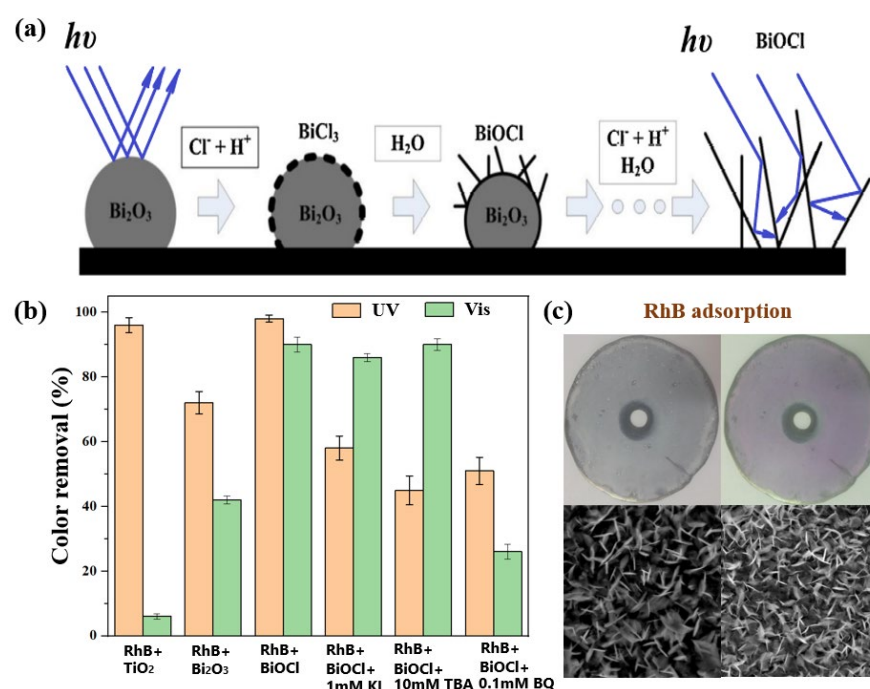 (a)
hυ
Cl⁻ + H⁺
BiCl₃
H₂O
BiOCl
Cl⁻ + H⁺
H₂O
hυ
BiOCl
Bi₂O₃
Bi₂O₃
Bi₂O₃
(b)
UV
Vis
Color removal (%)
100
80
60
40
20
0
RhB+
TiO₂
RhB+
Bi₂O₃
RhB+
BiOCl
RhB+
BiOCl+
1mM KI
RhB+
BiOCl+
10mM TBA
RhB+
BiOCl+
0.1mM BQ
(c)
RhB adsorption